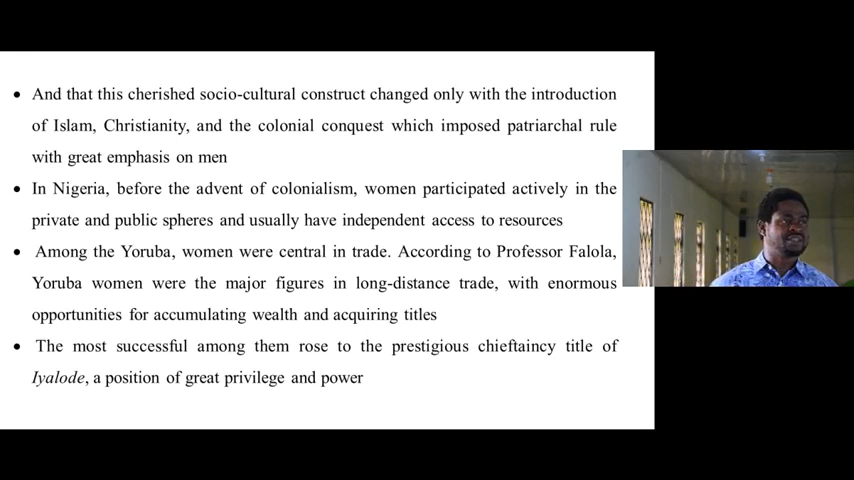 • And that this cherished socio-cultural construct changed only with the introduction
of Islam, Christianity, and the colonial conquest which imposed patriarchal rule
with great emphasis on men
• In Nigeria, before the advent of colonialism, women participated actively in the
private and public spheres and usually have independent access to resources
• Among the Yoruba, women were central in trade. According to Professor Falola,
Yoruba women were the major figures in long-distance trade, with enormous
opportunities for accumulating wealth and acquiring titles
• The most successful among them rose to the prestigious chieftaincy title of
Iyalode, a position of great privilege and power